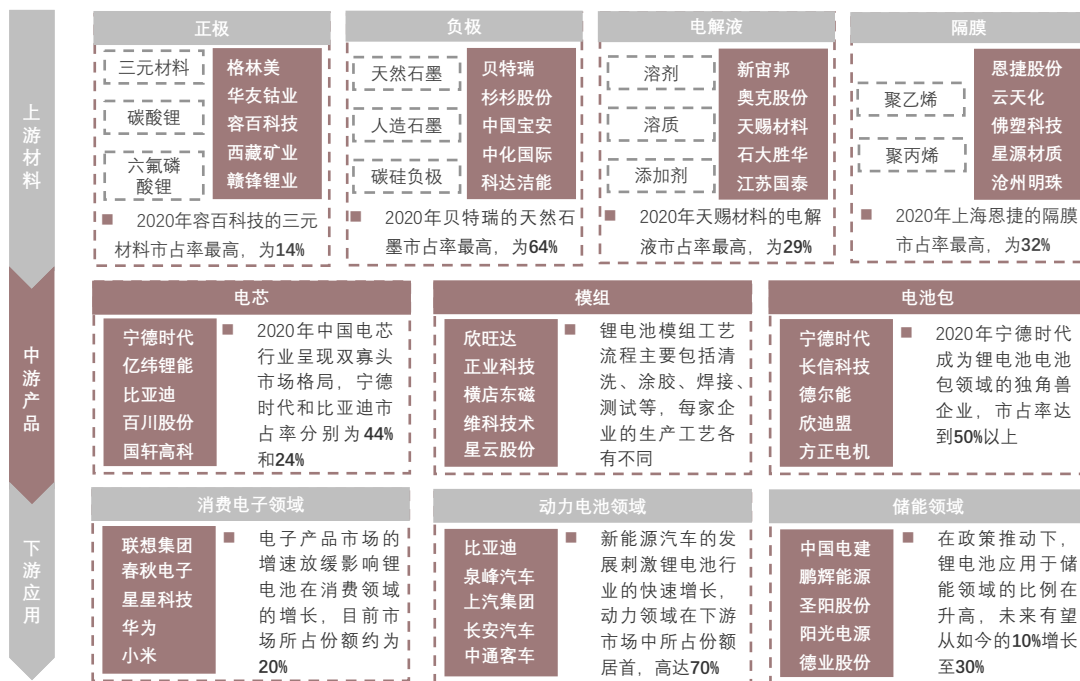 上游材料
正极
三元材料
碳酸锂
六氟磷
酸锂
格林美
华友钴业
容百科技
西藏矿业
赣锋锂业
■ 2020年容百科技的三元
材料市占率最高，为14%
负极
天然石墨
人造石墨
碳硅负极
贝特瑞
杉杉股份
中国宝安
中化国际
科达洁能
■ 2020年贝特瑞的天然石
墨市占率最高，为64%
电解液
溶剂
溶质
添加剂
新宙邦
奥克股份
天赐材料
石大胜华
江苏国泰
■ 2020年天赐材料的电解
液市占率最高，为29%
隔膜
聚乙烯
聚丙烯
恩捷股份
云天化
佛塑科技
星源材质
沧州明珠
■ 2020年上海恩捷的隔膜
市占率最高，为32%
中游产品
电芯
宁德时代
亿纬锂能
比亚迪
百川股份
国轩高科
■ 2020年中国电芯
行业呈现双寡头
市场格局，宁德
时代和比亚迪市
占率分别为44%
和24%
模组
欣旺达
正业科技
横店东磁
维科技术
星云股份
■ 锂电池模组工艺
流程主要包括清
洗、涂胶、焊接、
测试等，每家企
业的生产工艺各
有不同
电池包
宁德时代
长信科技
德尔能
欣迪盟
方正电机
■ 2020年宁德时代
成为锂电池电池
包领域的独角兽
企业，市占率达
到50%以上
下游应用
消费电子领域
联想集团
春秋电子
星星科技
华为
小米
■ 电子产品市场的
增速放缓影响锂
电池在消费领域
的增长，目前市
场所占份额约为
20%
动力电池领域
比亚迪
泉峰汽车
上汽集团
长安汽车
中通客车
■ 新能源汽车的发
展刺激锂电池行
业的快速增长，
动力领域在下游
市场中所占份额
居首，高达70%
储能领域
中国电建
鹏辉能源
圣阳股份
阳光电源
德业股份
■ 在政策推动下，
锂电池应用于储
能领域的比例在
升高，未来有望
从如今的10%增长
至30%